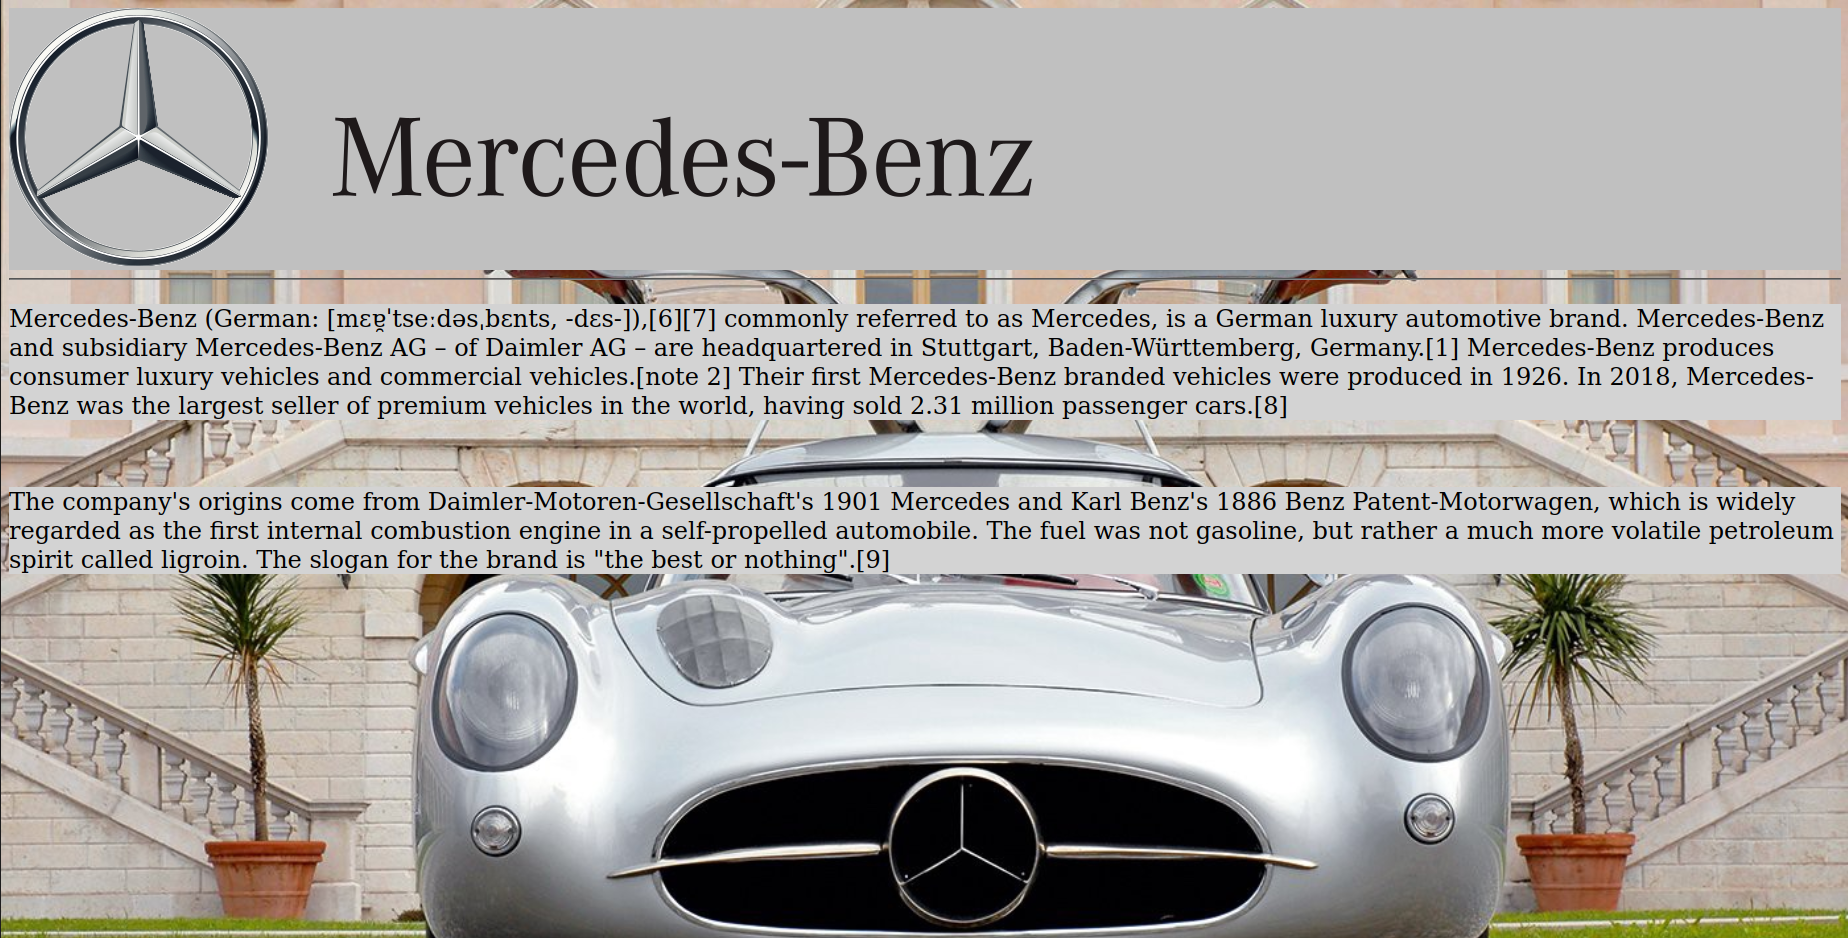 Mercedes-Benz
Mercedes-Benz (German: [mɛɐ̯ˈtseːdəsˌbɛnts, -dɛs-]),[6][7] commonly referred to as Mercedes, is a German luxury automotive brand. Mercedes-Benz
and subsidiary Mercedes-Benz AG – of Daimler AG – are headquartered in Stuttgart, Baden-Württemberg, Germany.[1] Mercedes-Benz produces
consumer luxury vehicles and commercial vehicles.[note 2] Their first Mercedes-Benz branded vehicles were produced in 1926. In 2018, Mercedes-
Benz was the largest seller of premium vehicles in the world, having sold 2.31 million passenger cars.[8]
The company's origins come from Daimler-Motoren-Gesellschaft's 1901 Mercedes and Karl Benz's 1886 Benz Patent-Motorwagen, which is widely
regarded as the first internal combustion engine in a self-propelled automobile. The fuel was not gasoline, but rather a much more volatile petroleum
spirit called ligroin. The slogan for the brand is "the best or nothing".[9]